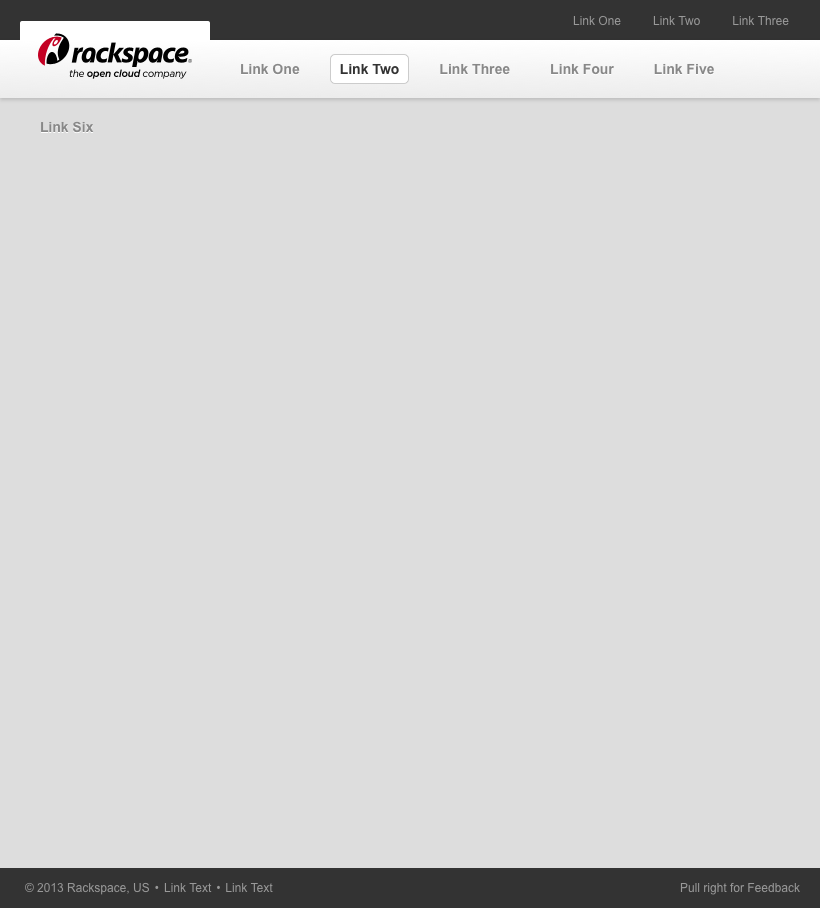 Link One Link Two Link Three
rackspace®
the open cloud company
Link One Link Two Link Three Link Four Link Five
Link Six
© 2013 Rackspace, US • Link Text • Link Text Pull right for Feedback